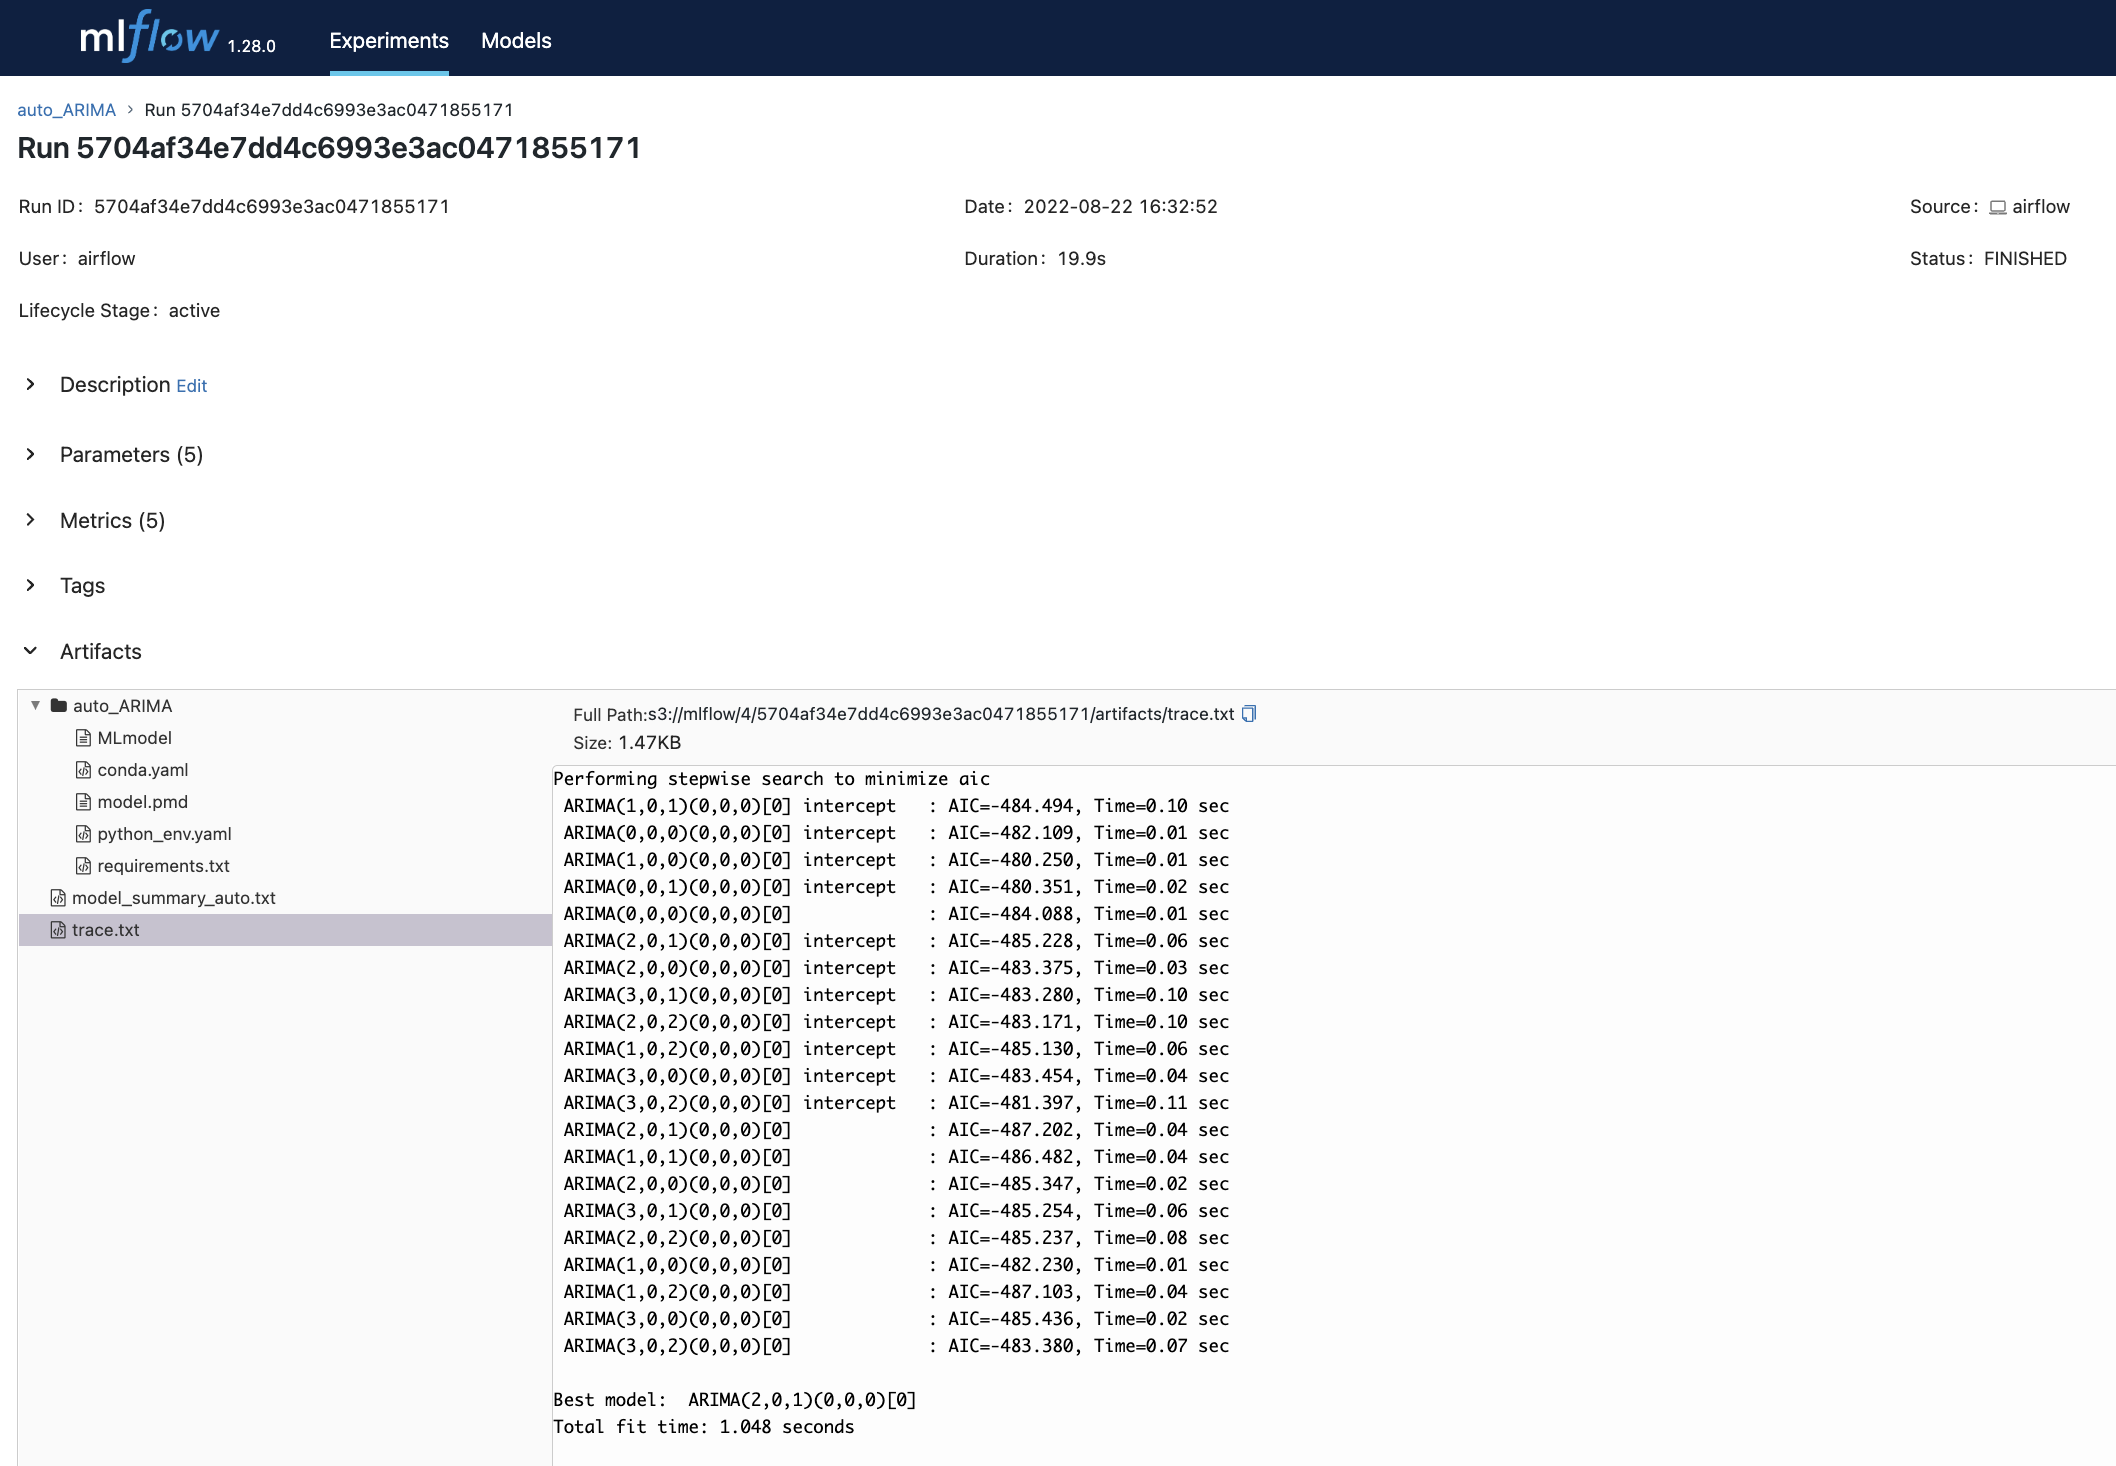 mlflow 1.28.0 Experiments Models
auto_ARIMA > Run 5704af34e7dd4c6993e3ac0471855171
Run 5704af34e7dd4c6993e3ac0471855171
Run ID: 5704af34e7dd4c6993e3ac0471855171 Date: 2022-08-22 16:32:52 Source: airflow
User: airflow Duration: 19.9s Status: FINISHED
Lifecycle Stage: active
Description Edit
Parameters (5)
Metrics (5)
Tags
Artifacts
auto_ARIMA
MLmodel
conda.yaml
model.pmd
python_env.yaml
requirements.txt
model_summary_auto.txt
trace.txt
Full Path:s3://mlflow/4/5704af34e7dd4c6993e3ac0471855171/artifacts/trace.txt
Size: 1.47KB
Performing stepwise search to minimize aic
ARIMA(1,0,1)(0,0,0)[0] intercept   : AIC=-484.494, Time=0.10 sec
ARIMA(0,0,0)(0,0,0)[0] intercept   : AIC=-482.109, Time=0.01 sec
ARIMA(1,0,0)(0,0,0)[0] intercept   : AIC=-480.250, Time=0.01 sec
ARIMA(0,0,1)(0,0,0)[0] intercept   : AIC=-480.351, Time=0.02 sec
ARIMA(0,0,0)(0,0,0)[0]             : AIC=-484.088, Time=0.01 sec
ARIMA(2,0,1)(0,0,0)[0] intercept   : AIC=-485.228, Time=0.06 sec
ARIMA(2,0,0)(0,0,0)[0] intercept   : AIC=-483.375, Time=0.03 sec
ARIMA(3,0,1)(0,0,0)[0] intercept   : AIC=-483.280, Time=0.10 sec
ARIMA(2,0,2)(0,0,0)[0] intercept   : AIC=-483.171, Time=0.10 sec
ARIMA(1,0,2)(0,0,0)[0] intercept   : AIC=-485.130, Time=0.06 sec
ARIMA(3,0,0)(0,0,0)[0] intercept   : AIC=-483.454, Time=0.04 sec
ARIMA(3,0,2)(0,0,0)[0] intercept   : AIC=-481.397, Time=0.11 sec
ARIMA(2,0,1)(0,0,0)[0]             : AIC=-487.202, Time=0.04 sec
ARIMA(1,0,1)(0,0,0)[0]             : AIC=-486.482, Time=0.04 sec
ARIMA(2,0,0)(0,0,0)[0]             : AIC=-485.347, Time=0.02 sec
ARIMA(3,0,1)(0,0,0)[0]             : AIC=-485.254, Time=0.06 sec
ARIMA(2,0,2)(0,0,0)[0]             : AIC=-485.237, Time=0.08 sec
ARIMA(1,0,0)(0,0,0)[0]             : AIC=-482.230, Time=0.01 sec
ARIMA(1,0,2)(0,0,0)[0]             : AIC=-487.103, Time=0.04 sec
ARIMA(3,0,0)(0,0,0)[0]             : AIC=-485.436, Time=0.02 sec
ARIMA(3,0,2)(0,0,0)[0]             : AIC=-483.380, Time=0.07 sec
Best model:  ARIMA(2,0,1)(0,0,0)[0]
Total fit time: 1.048 seconds